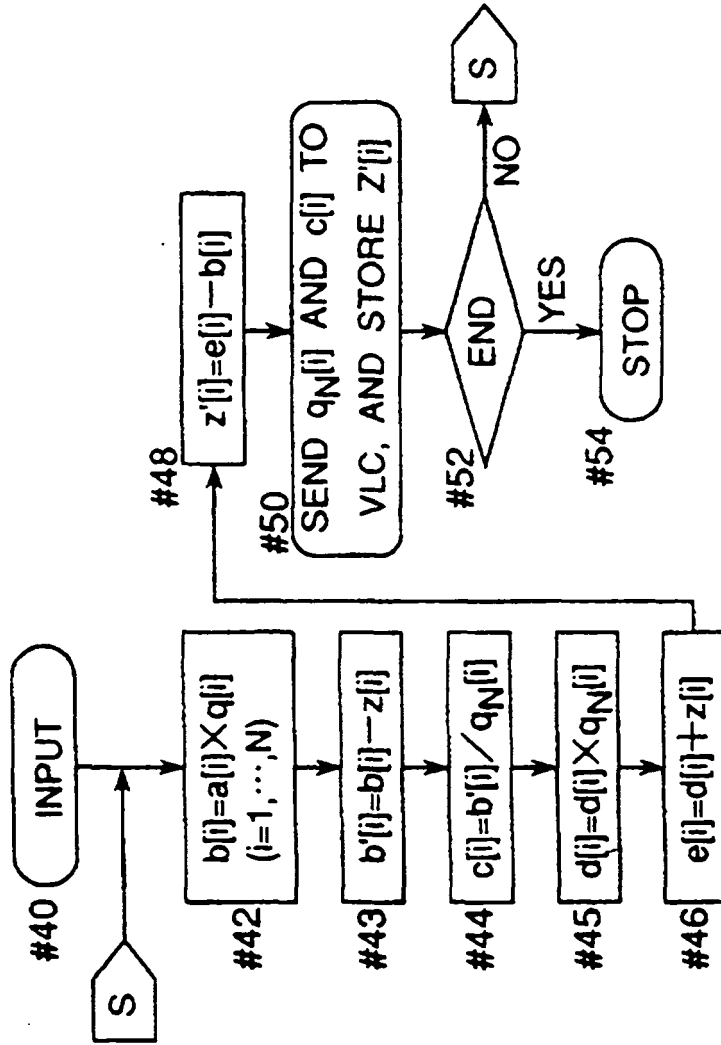 #40
INPUT
S
#42
b[i]=a[i]×q[i]
(i=1,⋯,N)
#43
b'[i]=b[i]−z[i]
#44
c[i]=b'[i]/qN[i]
#45
d[i]=d[i]×qN[i]
#46
e[i]=d[i]+z[i]
#48
z'[i]=e[i]−b[i]
#50
SEND qN[i] AND c[i] TO
VLC, AND STORE Z'[i]
#52
END
NO
S
YES
#54
STOP